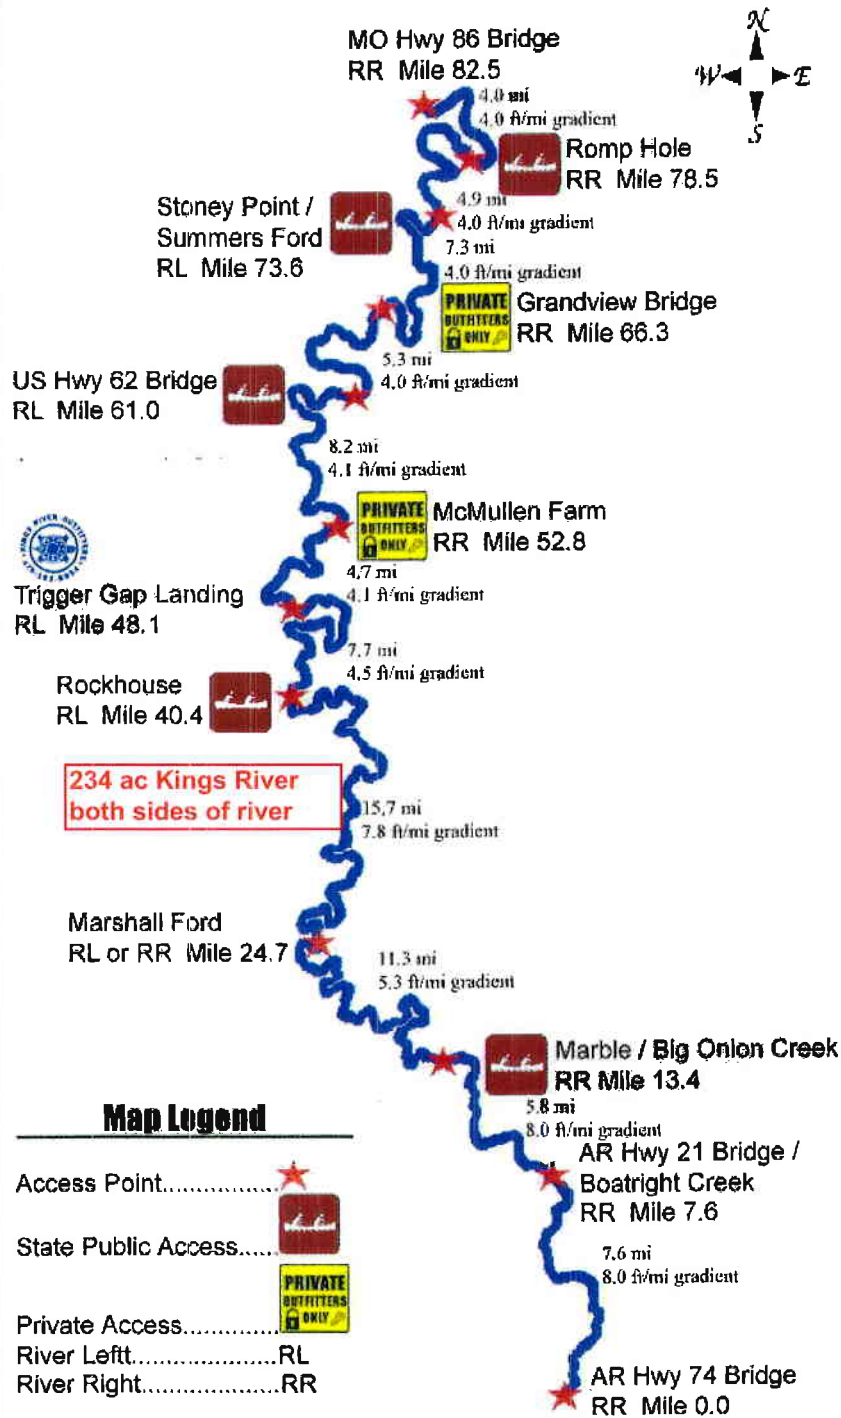 N
W E
S
MO Hwy 86 Bridge
RR Mile 82.5
4.0 mi
4.0 ft/mi gradient
Romp Hole
RR Mile 78.5
4.9 mi
4.0 ft/mi gradient
Stoney Point /
Summers Ford
RL Mile 73.6
7.3 mi
4.0 ft/mi gradient
PRIVATE
OUTFITTERS
ONLY
Grandview Bridge
RR Mile 66.3
5.3 mi
4.0 ft/mi gradient
US Hwy 62 Bridge
RL Mile 61.0
8.2 mi
4.1 ft/mi gradient
PRIVATE
OUTFITTERS
ONLY
McMullen Farm
RR Mile 52.8
KINGS RIVER OUTFITTERS
4.7 mi
4.1 ft/mi gradient
Trigger Gap Landing
RL Mile 48.1
7.7 mi
4.5 ft/mi gradient
Rockhouse
RL Mile 40.4
234 ac Kings River
both sides of river
15.7 mi
7.8 ft/mi gradient
Marshall Ford
RL or RR Mile 24.7
11.3 mi
5.3 ft/mi gradient
Marble / Big Onion Creek
RR Mile 13.4
5.8 mi
8.0 ft/mi gradient
AR Hwy 21 Bridge /
Boatright Creek
RR Mile 7.6
7.6 mi
8.0 ft/mi gradient
AR Hwy 74 Bridge
RR Mile 0.0
Map Legend
Access Point................
State Public Access......
PRIVATE
OUTFITTERS
ONLY
Private Access..............
River Leftt......................RL
River Right.....................RR